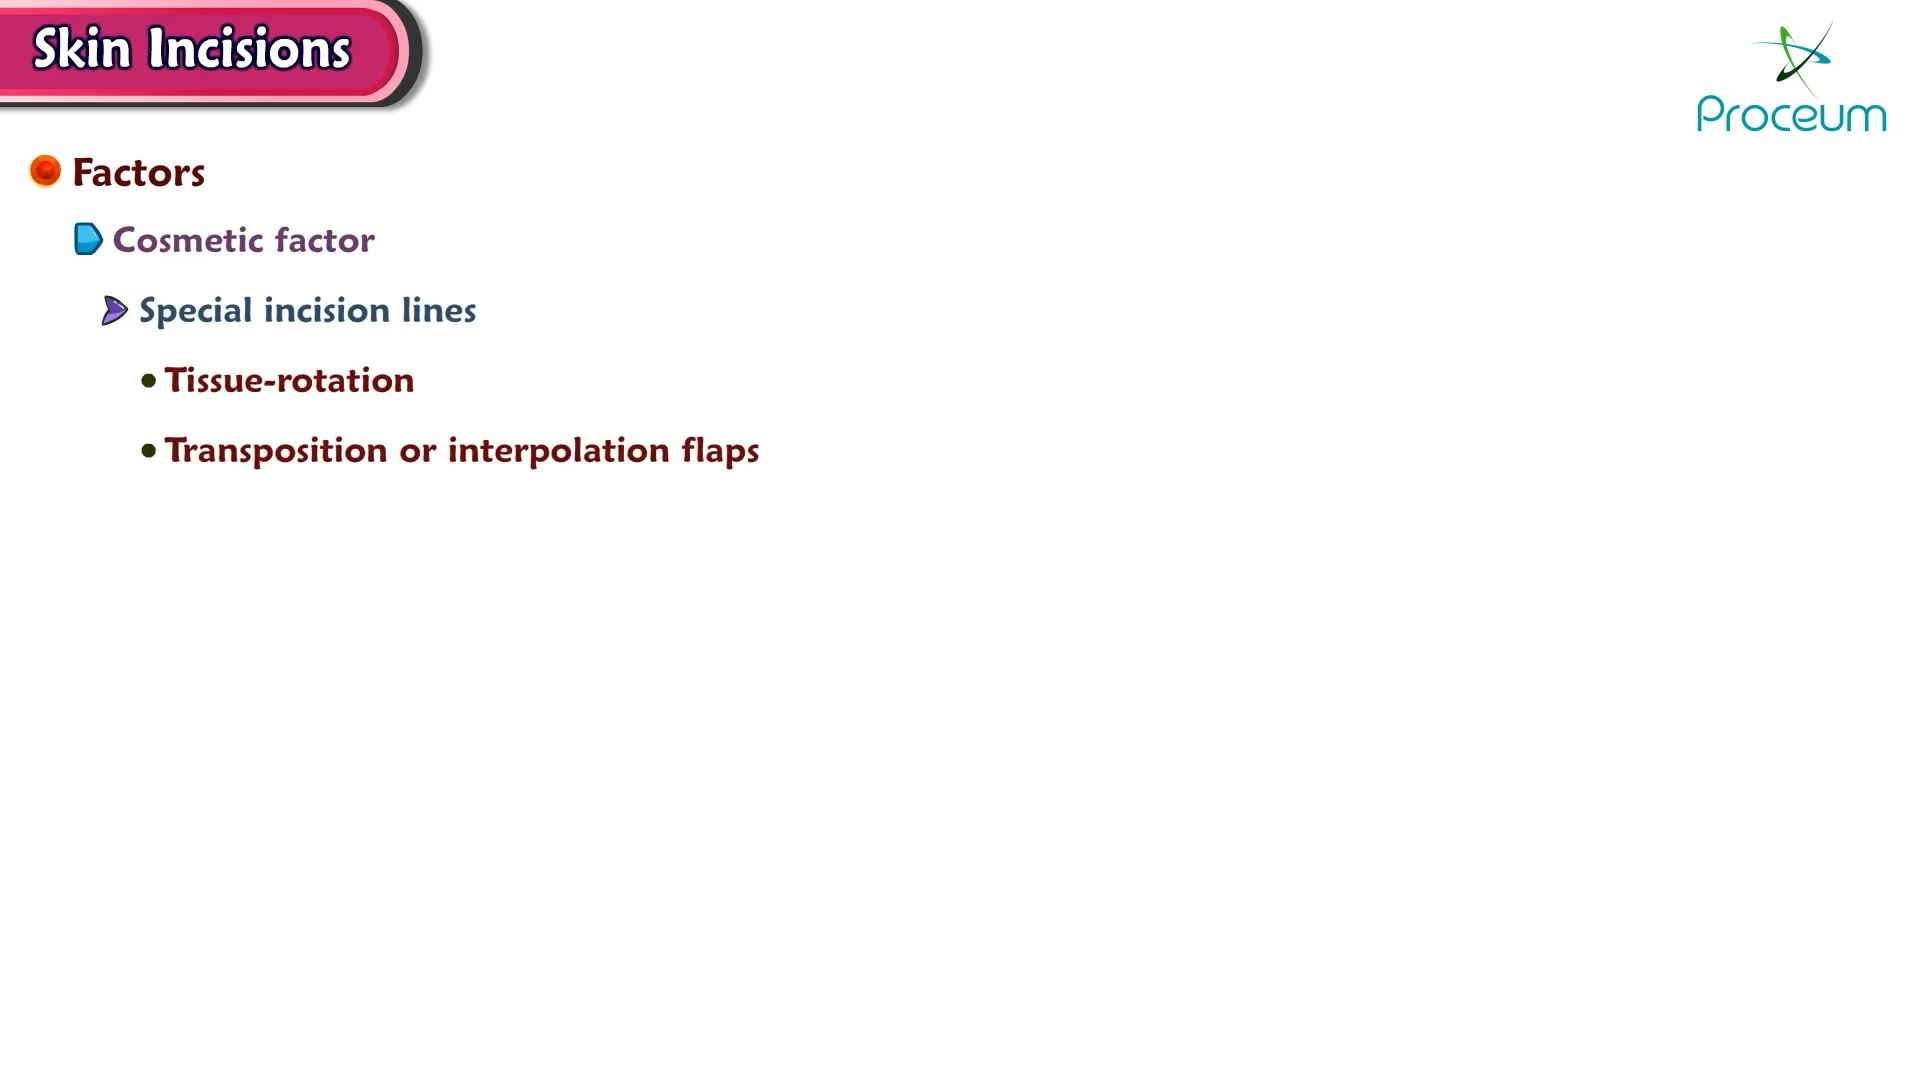 Skin Incisions
Proceum
Factors
Cosmetic factor
Special incision lines
Tissue-rotation
Transposition or interpolation flaps